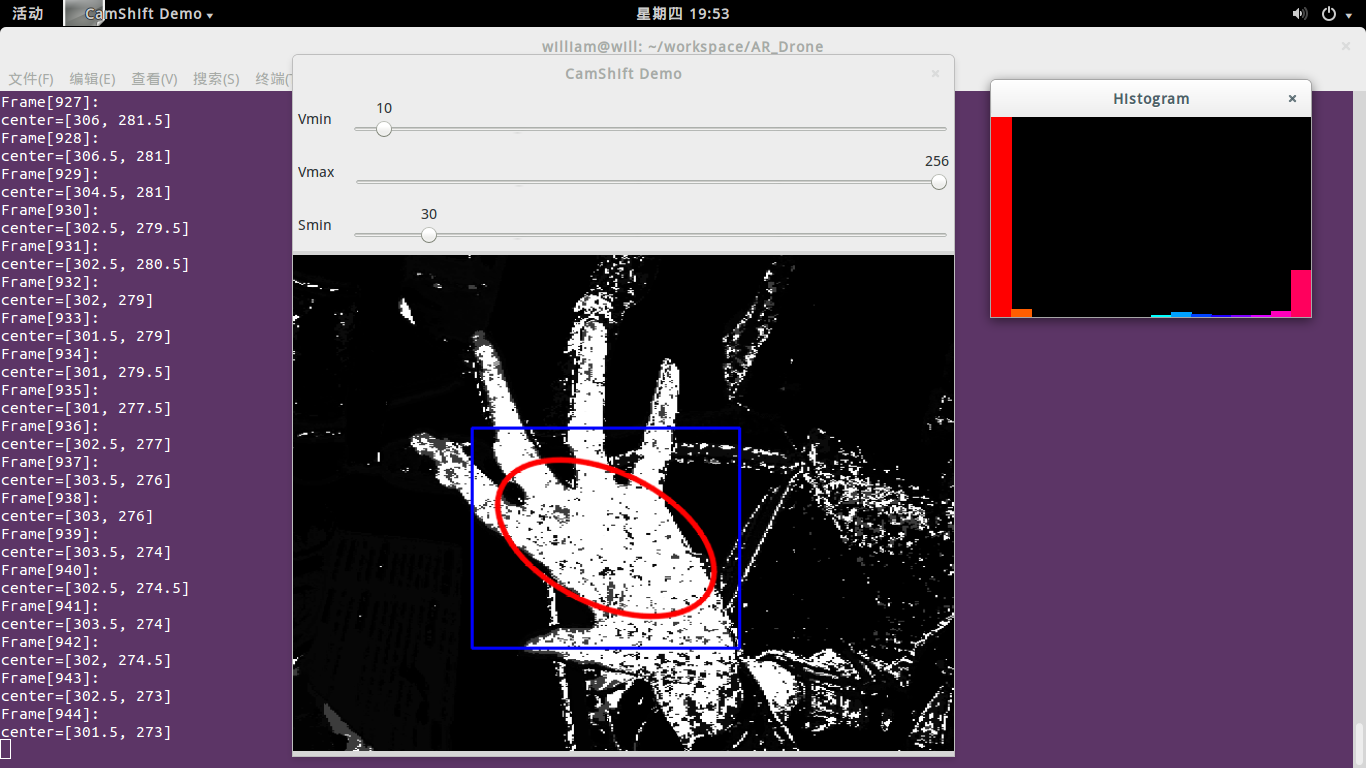 活动
CamShift Demo
星期四 19:53
william@will: ~/workspace/AR_Drone
文件(F) 编辑(E) 查看(V) 搜索(S) 终端(
Frame[927]:
center=[306, 281.5]
Frame[928]:
center=[306.5, 281]
Frame[929]:
center=[304.5, 281]
Frame[930]:
center=[302.5, 279.5]
Frame[931]:
center=[302.5, 280.5]
Frame[932]:
center=[302, 279]
Frame[933]:
center=[301.5, 279]
Frame[934]:
center=[301, 279.5]
Frame[935]:
center=[301, 277.5]
Frame[936]:
center=[302.5, 277]
Frame[937]:
center=[303.5, 276]
Frame[938]:
center=[303, 276]
Frame[939]:
center=[303.5, 274]
Frame[940]:
center=[302.5, 274.5]
Frame[941]:
center=[303.5, 274]
Frame[942]:
center=[302, 274.5]
Frame[943]:
center=[302.5, 273]
Frame[944]:
center=[301.5, 273]
CamShift Demo
10
Vmin
256
Vmax
30
Smin
Histogram